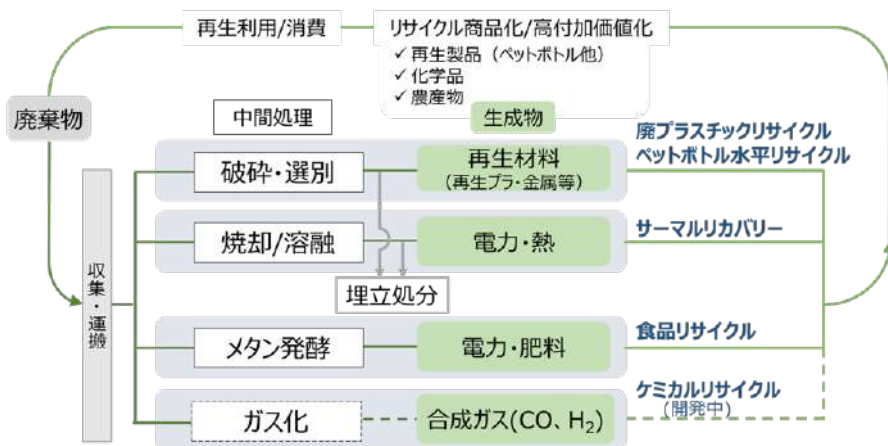 再生利用/消費
リサイクル商品化/高付加価値化
✓ 再生製品（ペットボトル他）
✓ 化学品
✓ 農産物
廃棄物
中間処理
生成物
破砕・選別
再生材料
（再生プラ・金属等）
廃プラスチックリサイクル
ペットボトル水平リサイクル
焼却/溶融
電力・熱
サーマルリカバリー
収集・運搬
埋立処分
メタン発酵
電力・肥料
食品リサイクル
ガス化
合成ガス(CO、H₂)
ケミカルリサイクル
（開発中）